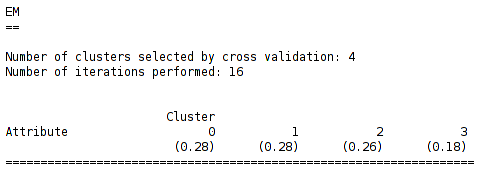 EM
==
Number of clusters selected by cross validation: 4
Number of iterations performed: 16
Cluster
Attribute 0 1 2 3
(0.28) (0.28) (0.26) (0.18)
===================================================================